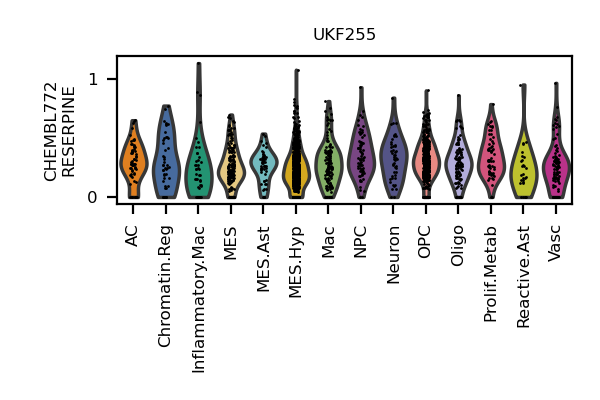 UKF255
CHEMBL772
RESERPINE
1
0
AC
Chromatin.Reg
Inflammatory.Mac
MES
MES.Ast
MES.Hyp
Mac
NPC
Neuron
OPC
Oligo
Prolif.Metab
Reactive.Ast
Vasc